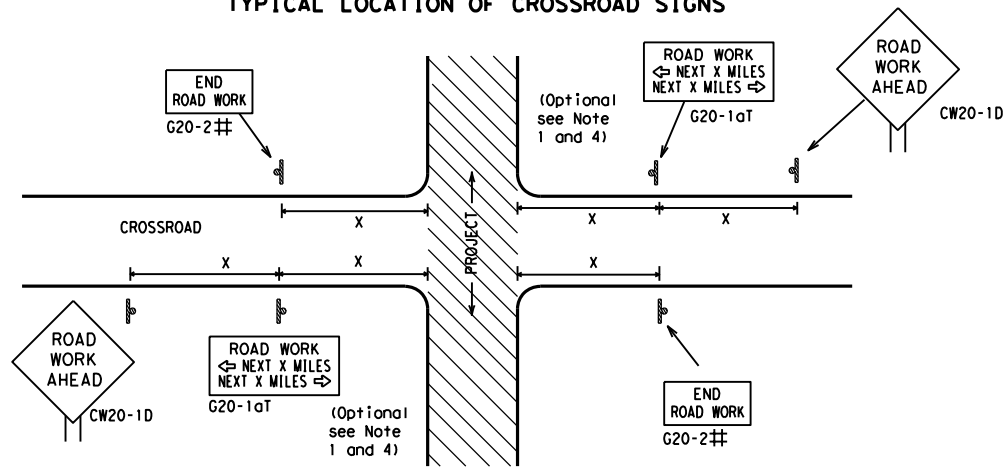 TYPICAL LOCATION OF CROSSROAD SIGNS
END
ROAD WORK
G20-2#
(Optional
see Note
1 and 4)
ROAD WORK
⇦ NEXT X MILES
NEXT X MILES ⇨
G20-1aT
ROAD
WORK
AHEAD
CW20-1D
X
X
X
CROSSROAD
PROJECT
X
X
X
ROAD
WORK
AHEAD
CW20-1D
ROAD WORK
⇦ NEXT X MILES
NEXT X MILES ⇨
G20-1aT
(Optional
see Note
1 and 4)
END
ROAD WORK
G20-2#